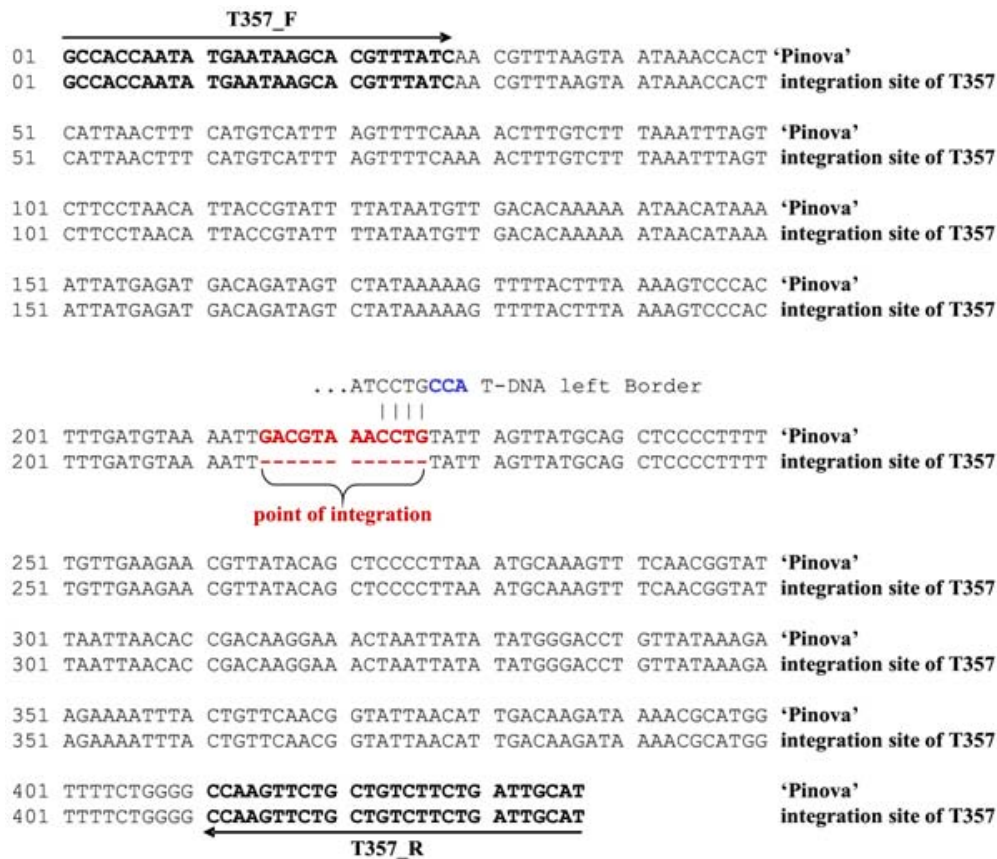 T357_F
01 GCCACCAATA TGAATAAGCA CGTTTATCAA CGTTTAAGTA ATAAACCACT ‘Pinova’
01 GCCACCAATA TGAATAAGCA CGTTTATCAA CGTTTAAGTA ATAAACCACT integration site of T357
51 CATTAACTTT CATGTCATTT AGTTTTCAAA ACTTTGTCTT TAAATTTAGT ‘Pinova’
51 CATTAACTTT CATGTCATTT AGTTTTCAAA ACTTTGTCTT TAAATTTAGT integration site of T357
101 CTTCCTAACA TTACCGTATT TTATAATGTT GACACAAAAA ATAACATAAA ‘Pinova’
101 CTTCCTAACA TTACCGTATT TTATAATGTT GACACAAAAA ATAACATAAA integration site of T357
151 ATTATGAGAT GACAGATAGT CTATAAAAAG TTTTACTTTA AAAGTCCCAC ‘Pinova’
151 ATTATGAGAT GACAGATAGT CTATAAAAAG TTTTACTTTA AAAGTCCCAC integration site of T357
...ATCCTGCCA T-DNA left Border
||||
201 TTTGATGTAA AATTGACGTA AACCTGTATT AGTTATGCAG CTCCCCTTTT ‘Pinova’
201 TTTGATGTAA AATT------ ------TATT AGTTATGCAG CTCCCCTTTT integration site of T357
point of integration
251 TGTTGAAGAA CGTTATACAG CTCCCCTTAA ATGCAAAGTT TCAACGGTAT ‘Pinova’
251 TGTTGAAGAA CGTTATACAG CTCCCCTTAA ATGCAAAGTT TCAACGGTAT integration site of T357
301 TAATTAACAC CGACAAGGAA ACTAATTATA TATGGGACCT GTTATAAAGA ‘Pinova’
301 TAATTAACAC CGACAAGGAA ACTAATTATA TATGGGACCT GTTATAAAGA integration site of T357
351 AGAAAATTTA CTGTTCAACG GTATTAACAT TGACAAGATA AAACGCATGG ‘Pinova’
351 AGAAAATTTA CTGTTCAACG GTATTAACAT TGACAAGATA AAACGCATGG integration site of T357
401 TTTTCTGGGG CCAAGTTCTG CTGTCTTCTG ATTGCAT ‘Pinova’
401 TTTTCTGGGG CCAAGTTCTG CTGTCTTCTG ATTGCAT integration site of T357
T357_R